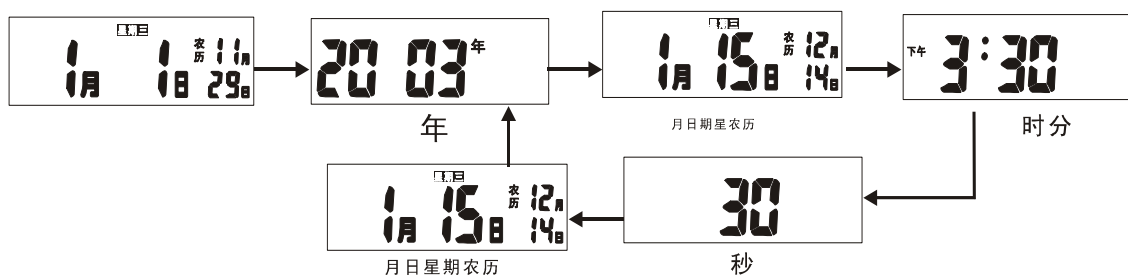 星期三
1月 1日 农历 11月 29日
20 03年
年
星期三
1月 15日 农历 12月 14日
月日期星农历
下午 3:30
时分
30
秒
星期三
1月 15日 农历 12月 14日
月日星期农历